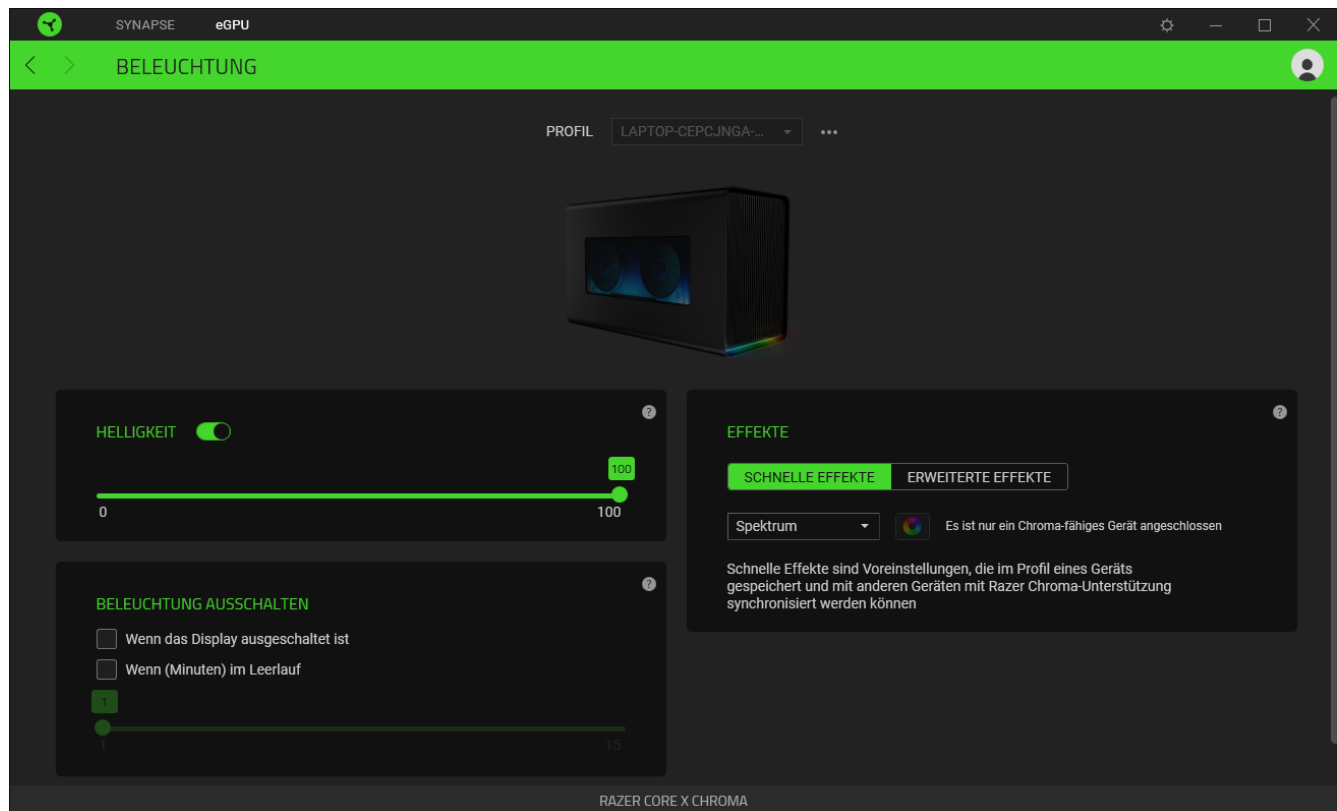 SYNAPSE eGPU
BELEUCHTUNG
PROFIL LAPTOP-CEPCJNGA-...
HELLIGKEIT
100
0 100
BELEUCHTUNG AUSSCHALTEN
Wenn das Display ausgeschaltet ist
Wenn (Minuten) im Leerlauf
1
1 15
EFFEKTE
SCHNELLE EFFEKTE ERWEITERTE EFFEKTE
Spektrum Es ist nur ein Chroma-fähiges Gerät angeschlossen
Schnelle Effekte sind Voreinstellungen, die im Profil eines Geräts
gespeichert und mit anderen Geräten mit Razer Chroma-Unterstützung
synchronisiert werden können
RAZER CORE X CHROMA